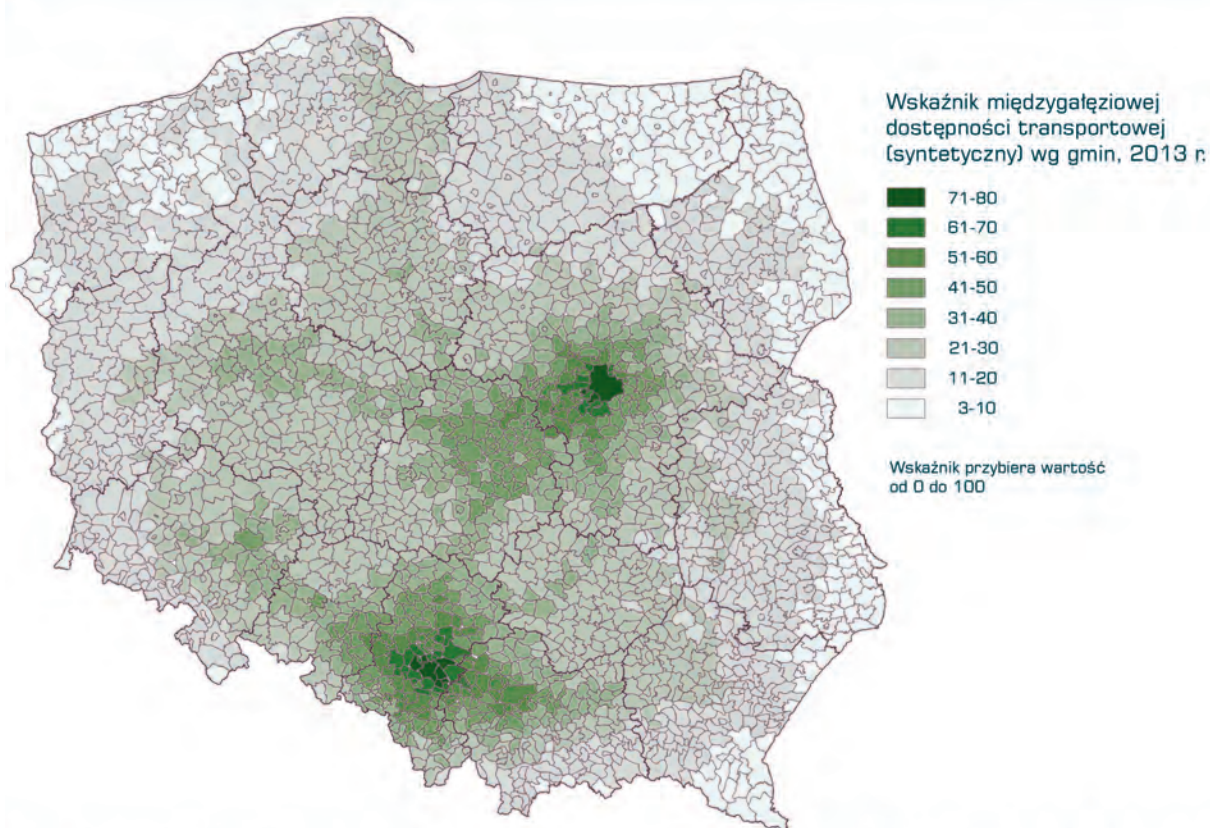 Wskaźnik międzygałęziowej
dostępności transportowej
(syntetyczny) wg gmin, 2013 r.
71-80
61-70
51-60
41-50
31-40
21-30
11-20
3-10
Wskaźnik przybiera wartość
od 0 do 100